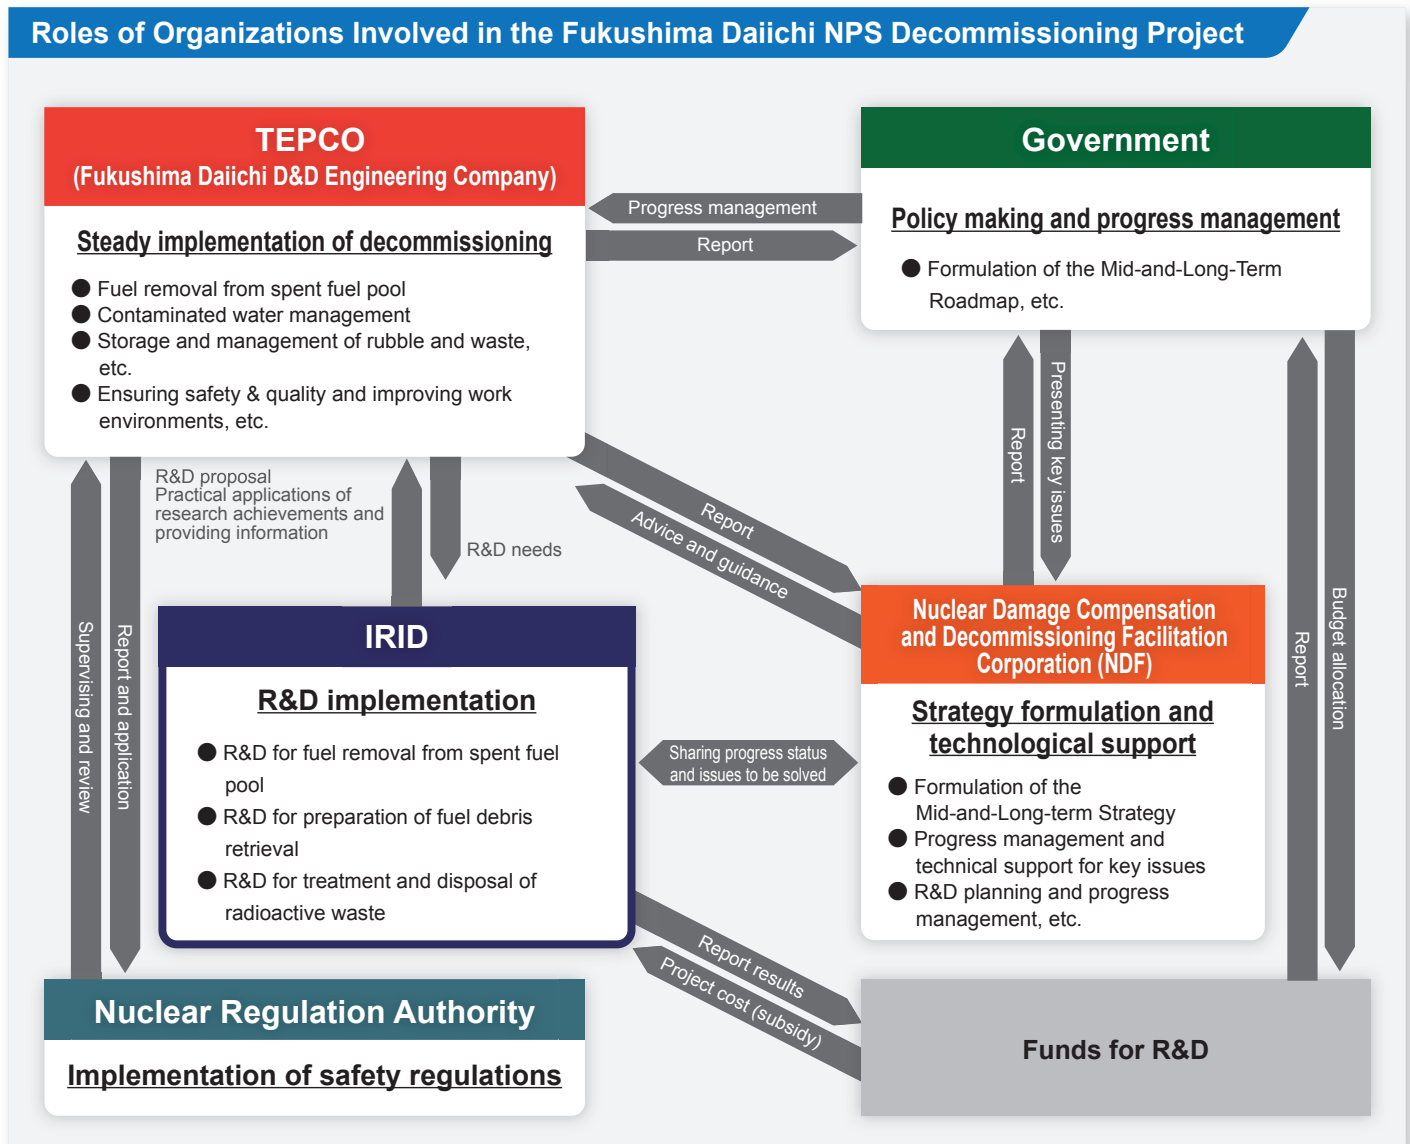 Roles of Organizations Involved in the Fukushima Daiichi NPS Decommissioning Project
TEPCO
(Fukushima Daiichi D&D Engineering Company)
Steady implementation of decommissioning
● Fuel removal from spent fuel pool
● Contaminated water management
● Storage and management of rubble and waste,
etc.
● Ensuring safety & quality and improving work
environments, etc.
Progress management
Report
Government
Policy making and progress management
● Formulation of the Mid-and-Long-Term
Roadmap, etc.
R&D proposal
Practical applications of
research achievements and
providing information
R&D needs
Report
Advice and guidance
Report
Presenting key issues
Supervising and review
Report and application
IRID
R&D implementation
● R&D for fuel removal from spent fuel
pool
● R&D for preparation of fuel debris
retrieval
● R&D for treatment and disposal of
radioactive waste
Sharing progress status
and issues to be solved
Nuclear Damage Compensation
and Decommissioning Facilitation
Corporation (NDF)
Strategy formulation and
technological support
● Formulation of the
Mid-and-Long-term Strategy
● Progress management and
technical support for key issues
● R&D planning and progress
management, etc.
Report
Budget allocation
Report results
Project cost (subsidy)
Nuclear Regulation Authority
Implementation of safety regulations
Funds for R&D